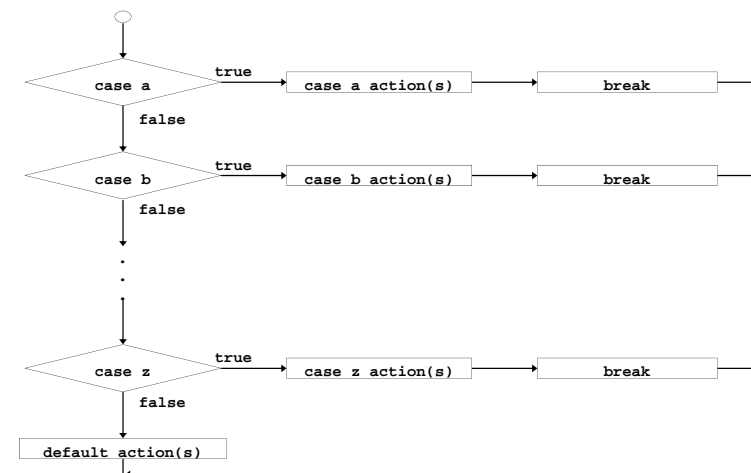 true
case a case a action(s) break
false
true
case b case b action(s) break
false
.
.
.
true
case z case z action(s) break
false
default action(s)